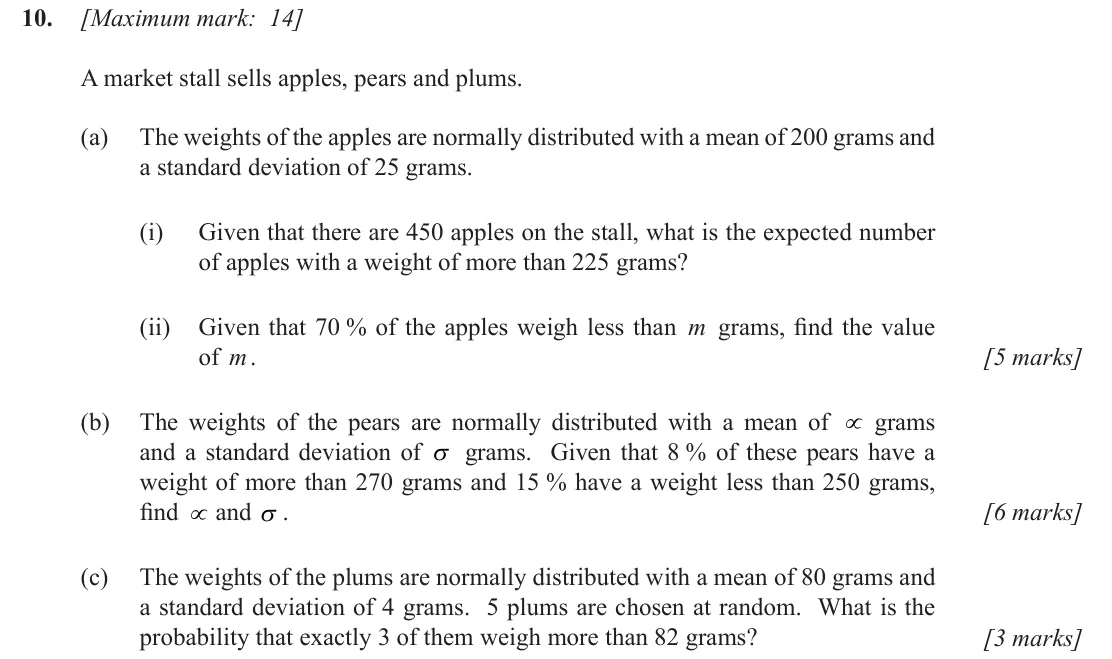 10. [Maximum mark: 14]
A market stall sells apples, pears and plums.
(a) The weights of the apples are normally distributed with a mean of 200 grams and
a standard deviation of 25 grams.
(i) Given that there are 450 apples on the stall, what is the expected number
of apples with a weight of more than 225 grams?
(ii) Given that 70 % of the apples weigh less than m grams, find the value
of m. [5 marks]
(b) The weights of the pears are normally distributed with a mean of ∝ grams
and a standard deviation of σ grams. Given that 8 % of these pears have a
weight of more than 270 grams and 15 % have a weight less than 250 grams,
find ∝ and σ. [6 marks]
(c) The weights of the plums are normally distributed with a mean of 80 grams and
a standard deviation of 4 grams. 5 plums are chosen at random. What is the
probability that exactly 3 of them weigh more than 82 grams? [3 marks]